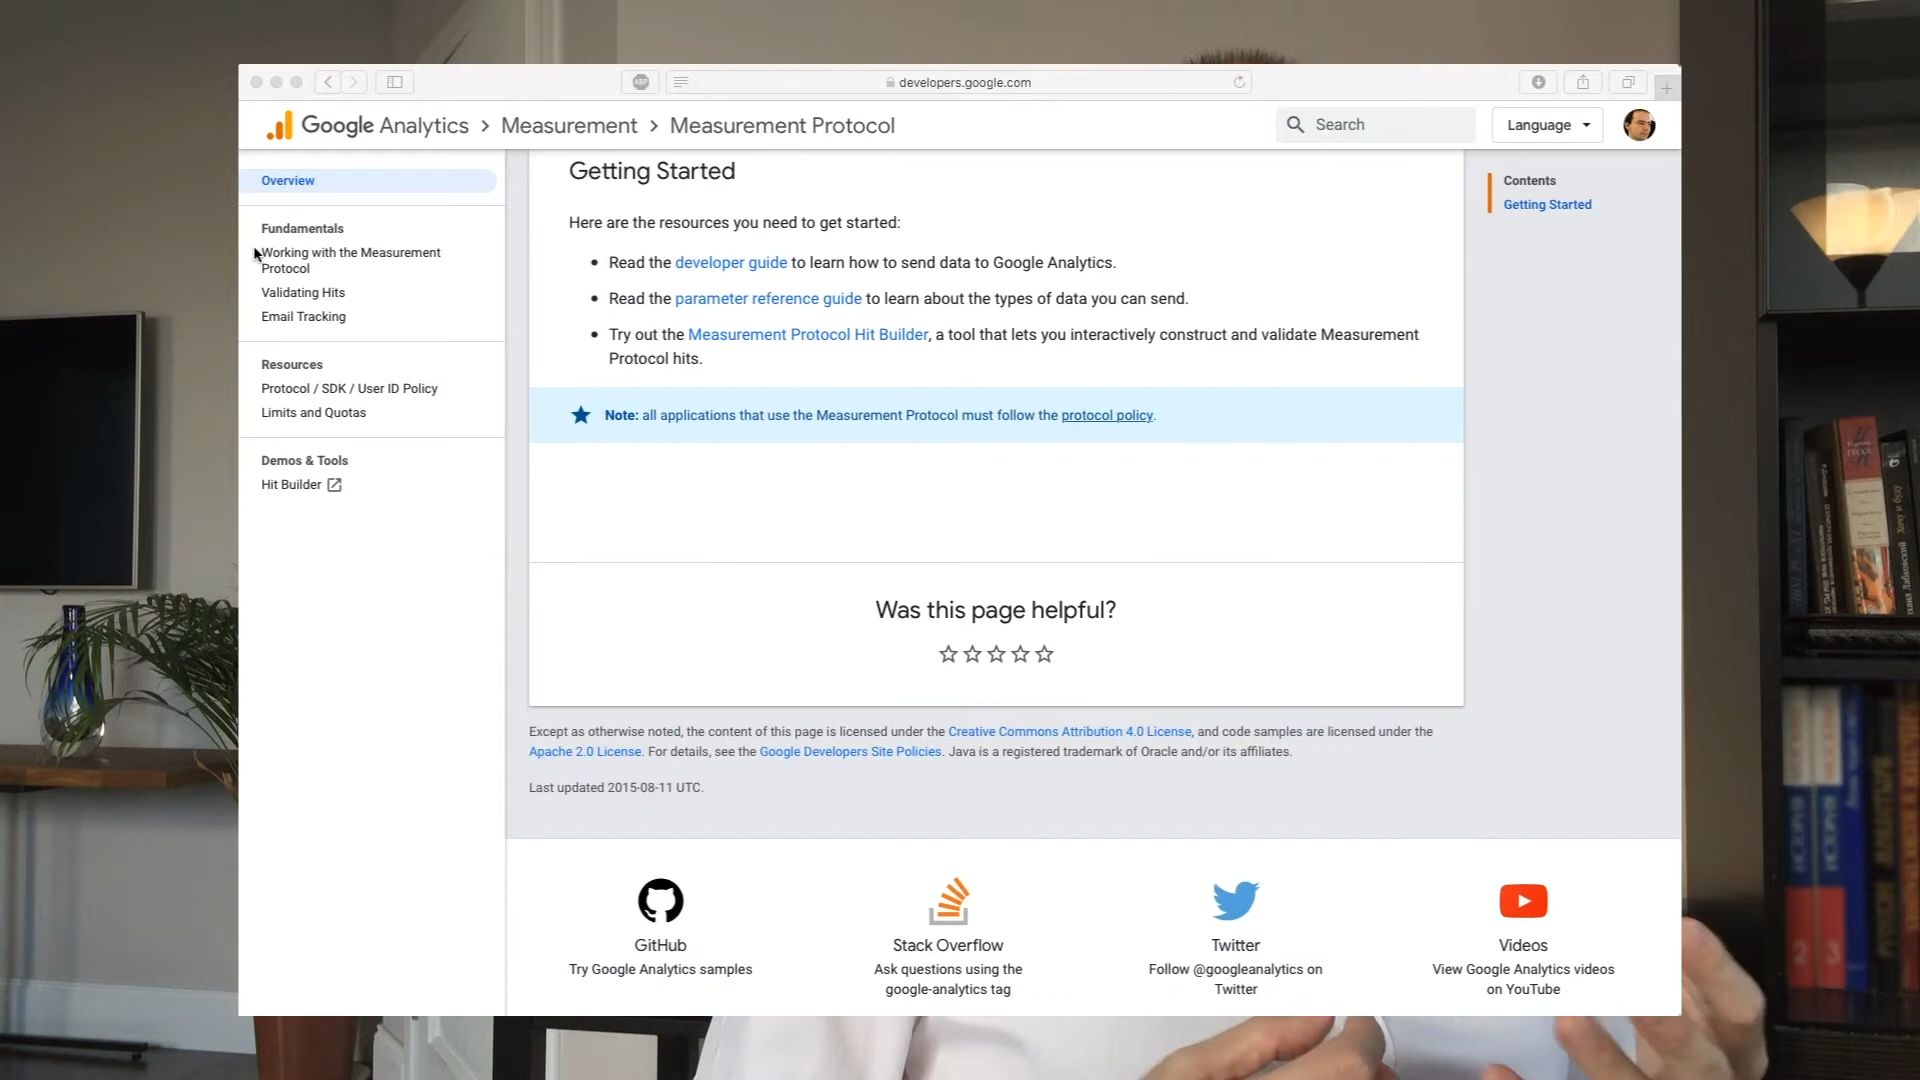 developers.google.com
Google Analytics > Measurement > Measurement Protocol
Search
Language
Overview
Fundamentals
Working with the Measurement
Protocol
Validating Hits
Email Tracking
Resources
Protocol / SDK / User ID Policy
Limits and Quotas
Demos & Tools
Hit Builder
Getting Started
Here are the resources you need to get started:
• Read the developer guide to learn how to send data to Google Analytics.
• Read the parameter reference guide to learn about the types of data you can send.
• Try out the Measurement Protocol Hit Builder, a tool that lets you interactively construct and validate Measurement
Protocol hits.
Note: all applications that use the Measurement Protocol must follow the protocol policy.
Was this page helpful?
Except as otherwise noted, the content of this page is licensed under the Creative Commons Attribution 4.0 License, and code samples are licensed under the
Apache 2.0 License. For details, see the Google Developers Site Policies. Java is a registered trademark of Oracle and/or its affiliates.
Last updated 2015-08-11 UTC.
Contents
Getting Started
GitHub
Try Google Analytics samples
Stack Overflow
Ask questions using the
google-analytics tag
Twitter
Follow @googleanalytics on
Twitter
Videos
View Google Analytics videos
on YouTube
2
3